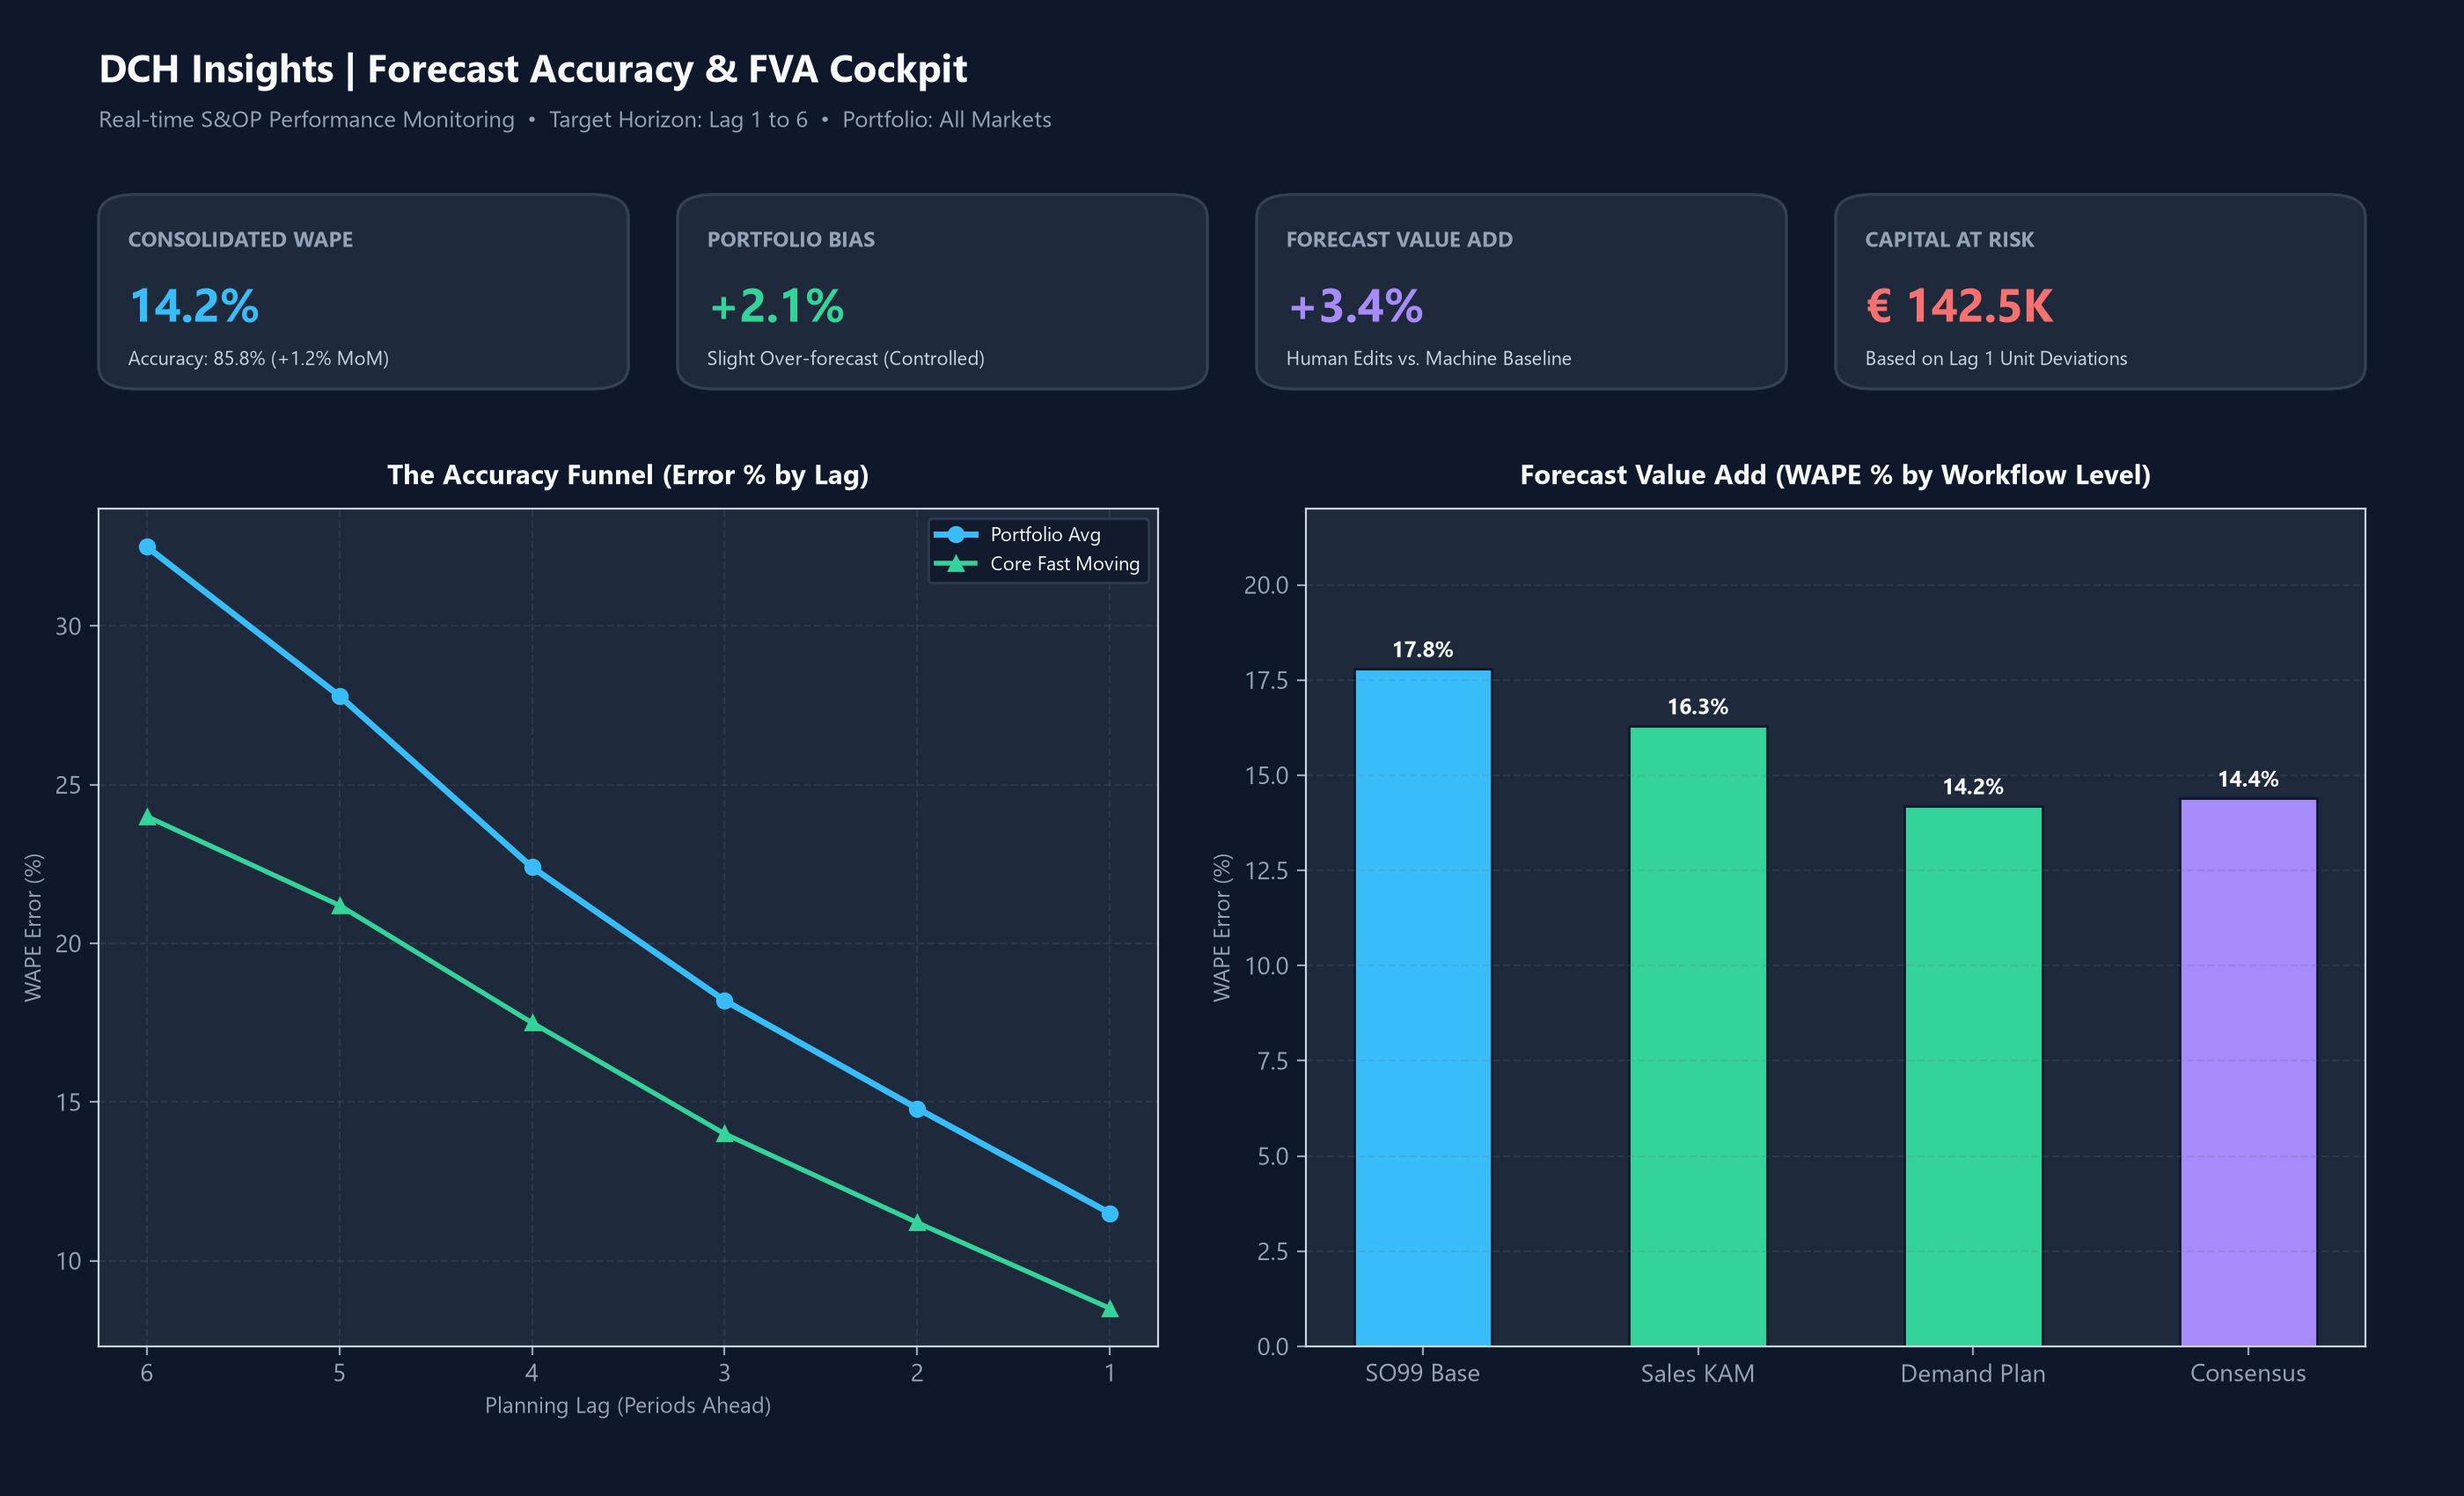 DCH Insights | Forecast Accuracy & FVA Cockpit
Real-time S&OP Performance Monitoring • Target Horizon: Lag 1 to 6 • Portfolio: All Markets
CONSOLIDATED WAPE
14.2%
Accuracy: 85.8% (+1.2% MoM)
PORTFOLIO BIAS
+2.1%
Slight Over-forecast (Controlled)
FORECAST VALUE ADD
+3.4%
Human Edits vs. Machine Baseline
CAPITAL AT RISK
€ 142.5K
Based on Lag 1 Unit Deviations
The Accuracy Funnel (Error % by Lag)
Portfolio Avg
Core Fast Moving
WAPE Error (%)
30
25
20
15
10
6 5 4 3 2 1
Planning Lag (Periods Ahead)
Forecast Value Add (WAPE % by Workflow Level)
WAPE Error (%)
20.0
17.5
15.0
12.5
10.0
7.5
5.0
2.5
0.0
17.8%
16.3%
14.2%
14.4%
SO99 Base Sales KAM Demand Plan Consensus